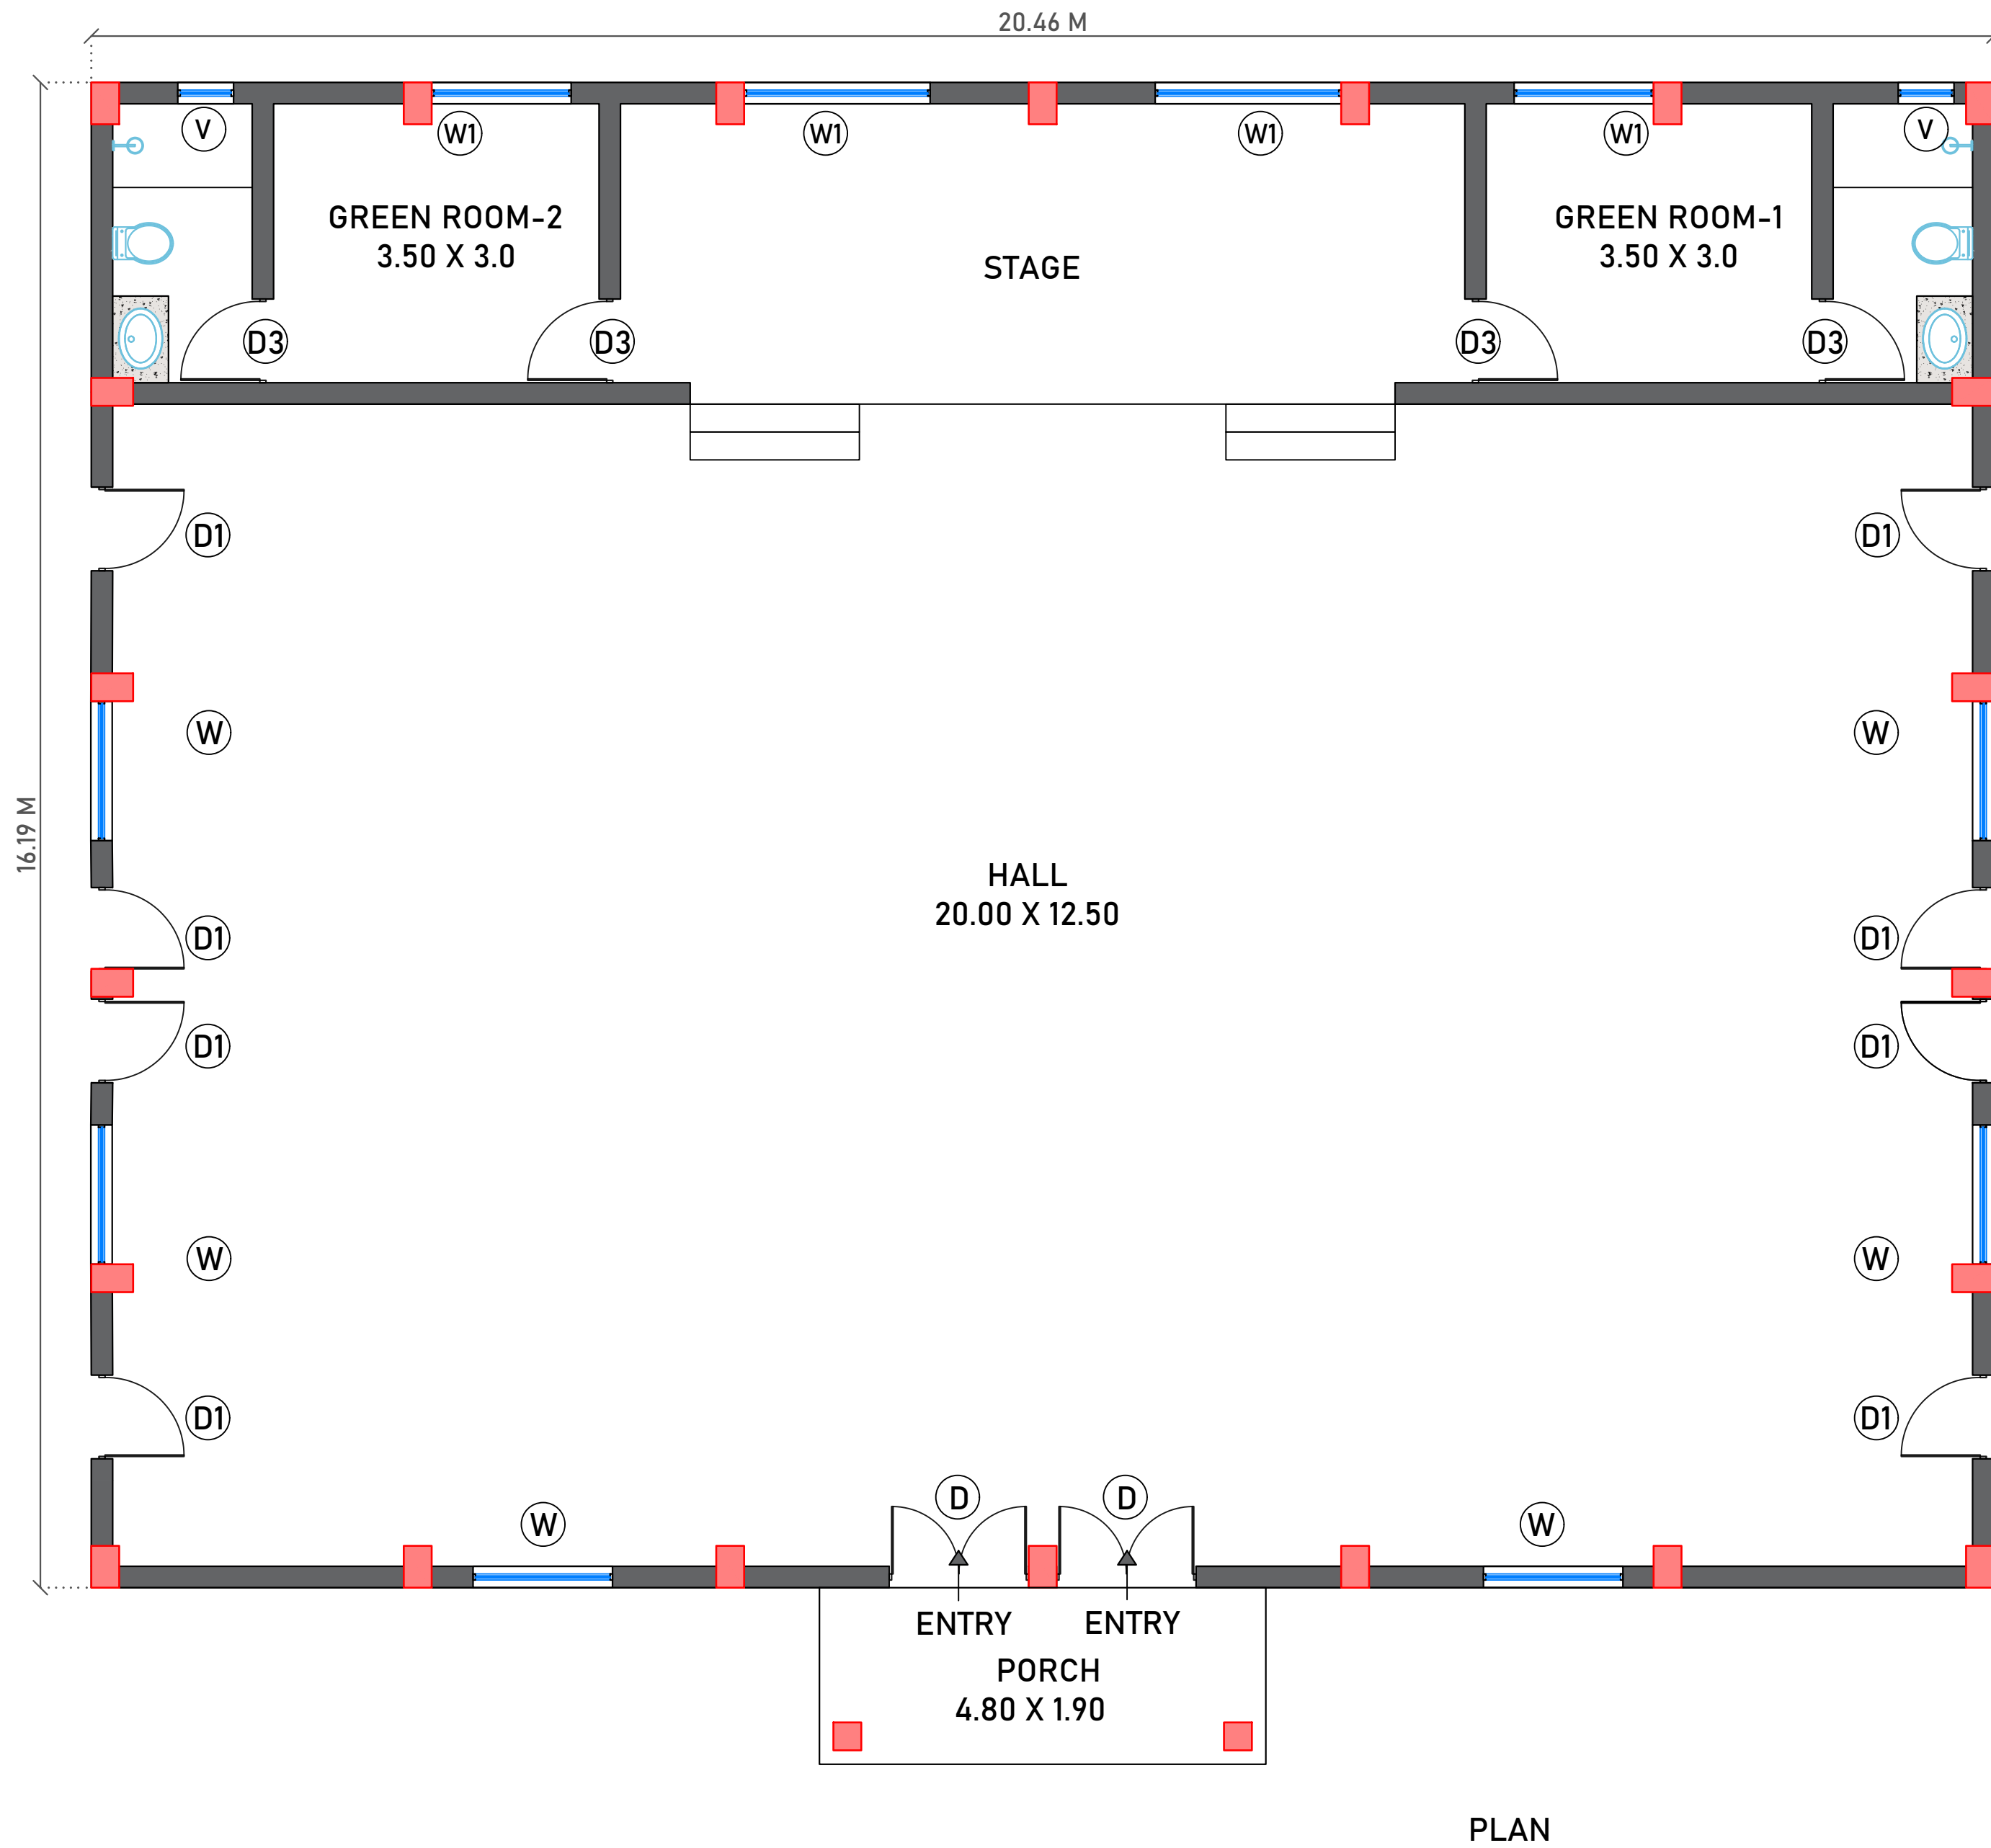 20.46 M
V
W1
W1
W1
W1
V
GREEN ROOM-2
3.50 X 3.0
STAGE
GREEN ROOM-1
3.50 X 3.0
D3
D3
D3
D3
D1
D1
W
W
16.19 M
HALL
20.00 X 12.50
D1
D1
D1
D1
W
W
D1
D1
W
D
D
W
ENTRY
ENTRY
PORCH
4.80 X 1.90
PLAN